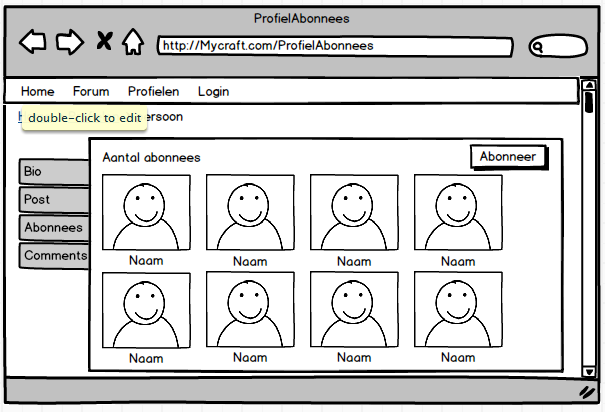 ProfielAbonnees
http://Mycraft.com/ProfielAbonnees
Home Forum Profielen Login
double-click to edit ersoon
Aantal abonnees Abonneer
Bio
Post
Abonnees
Comments
Naam Naam Naam Naam
Naam Naam Naam Naam